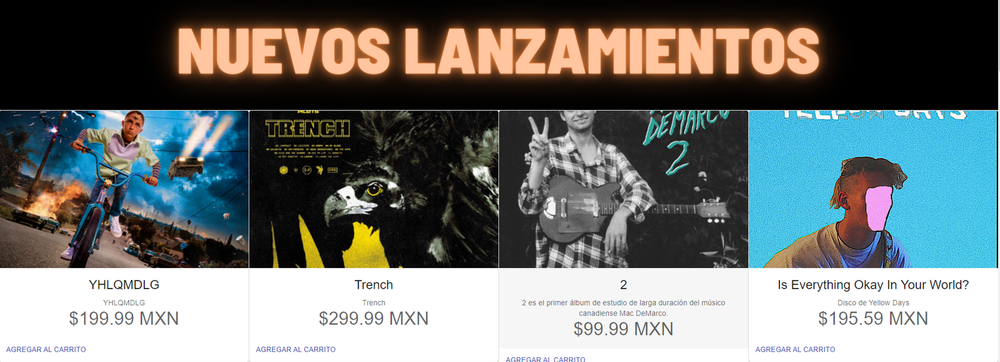 NUEVOS LANZAMIENTOS
PILOTS
TRENCH
DEMARCO
2
YELLOW DAYS
YHLQMDLG
YHLQMDLG
$199.99 MXN
AGREGAR AL CARRITO
Trench
Trench
$299.99 MXN
AGREGAR AL CARRITO
2
2 es el primer álbum de estudio de larga duración del músico
canadiense Mac DeMarco.
$99.99 MXN
AGREGAR AL CARRITO
Is Everything Okay In Your World?
Disco de Yellow Days
$195.59 MXN
AGREGAR AL CARRITO